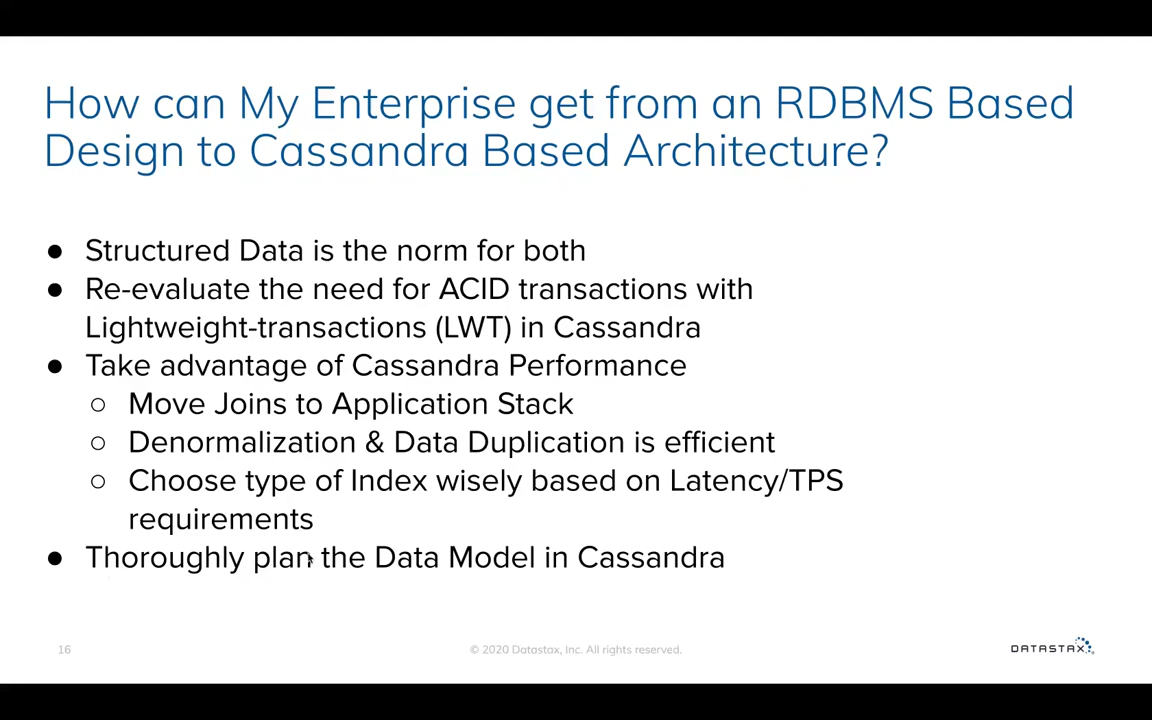 How can My Enterprise get from an RDBMS Based
Design to Cassandra Based Architecture?
● Structured Data is the norm for both
● Re-evaluate the need for ACID transactions with
Lightweight-transactions (LWT) in Cassandra
● Take advantage of Cassandra Performance
○ Move Joins to Application Stack
○ Denormalization & Data Duplication is efficient
○ Choose type of Index wisely based on Latency/TPS
requirements
● Thoroughly plan the Data Model in Cassandra
16
© 2020 Datastax, Inc. All rights reserved.
DATASTAX